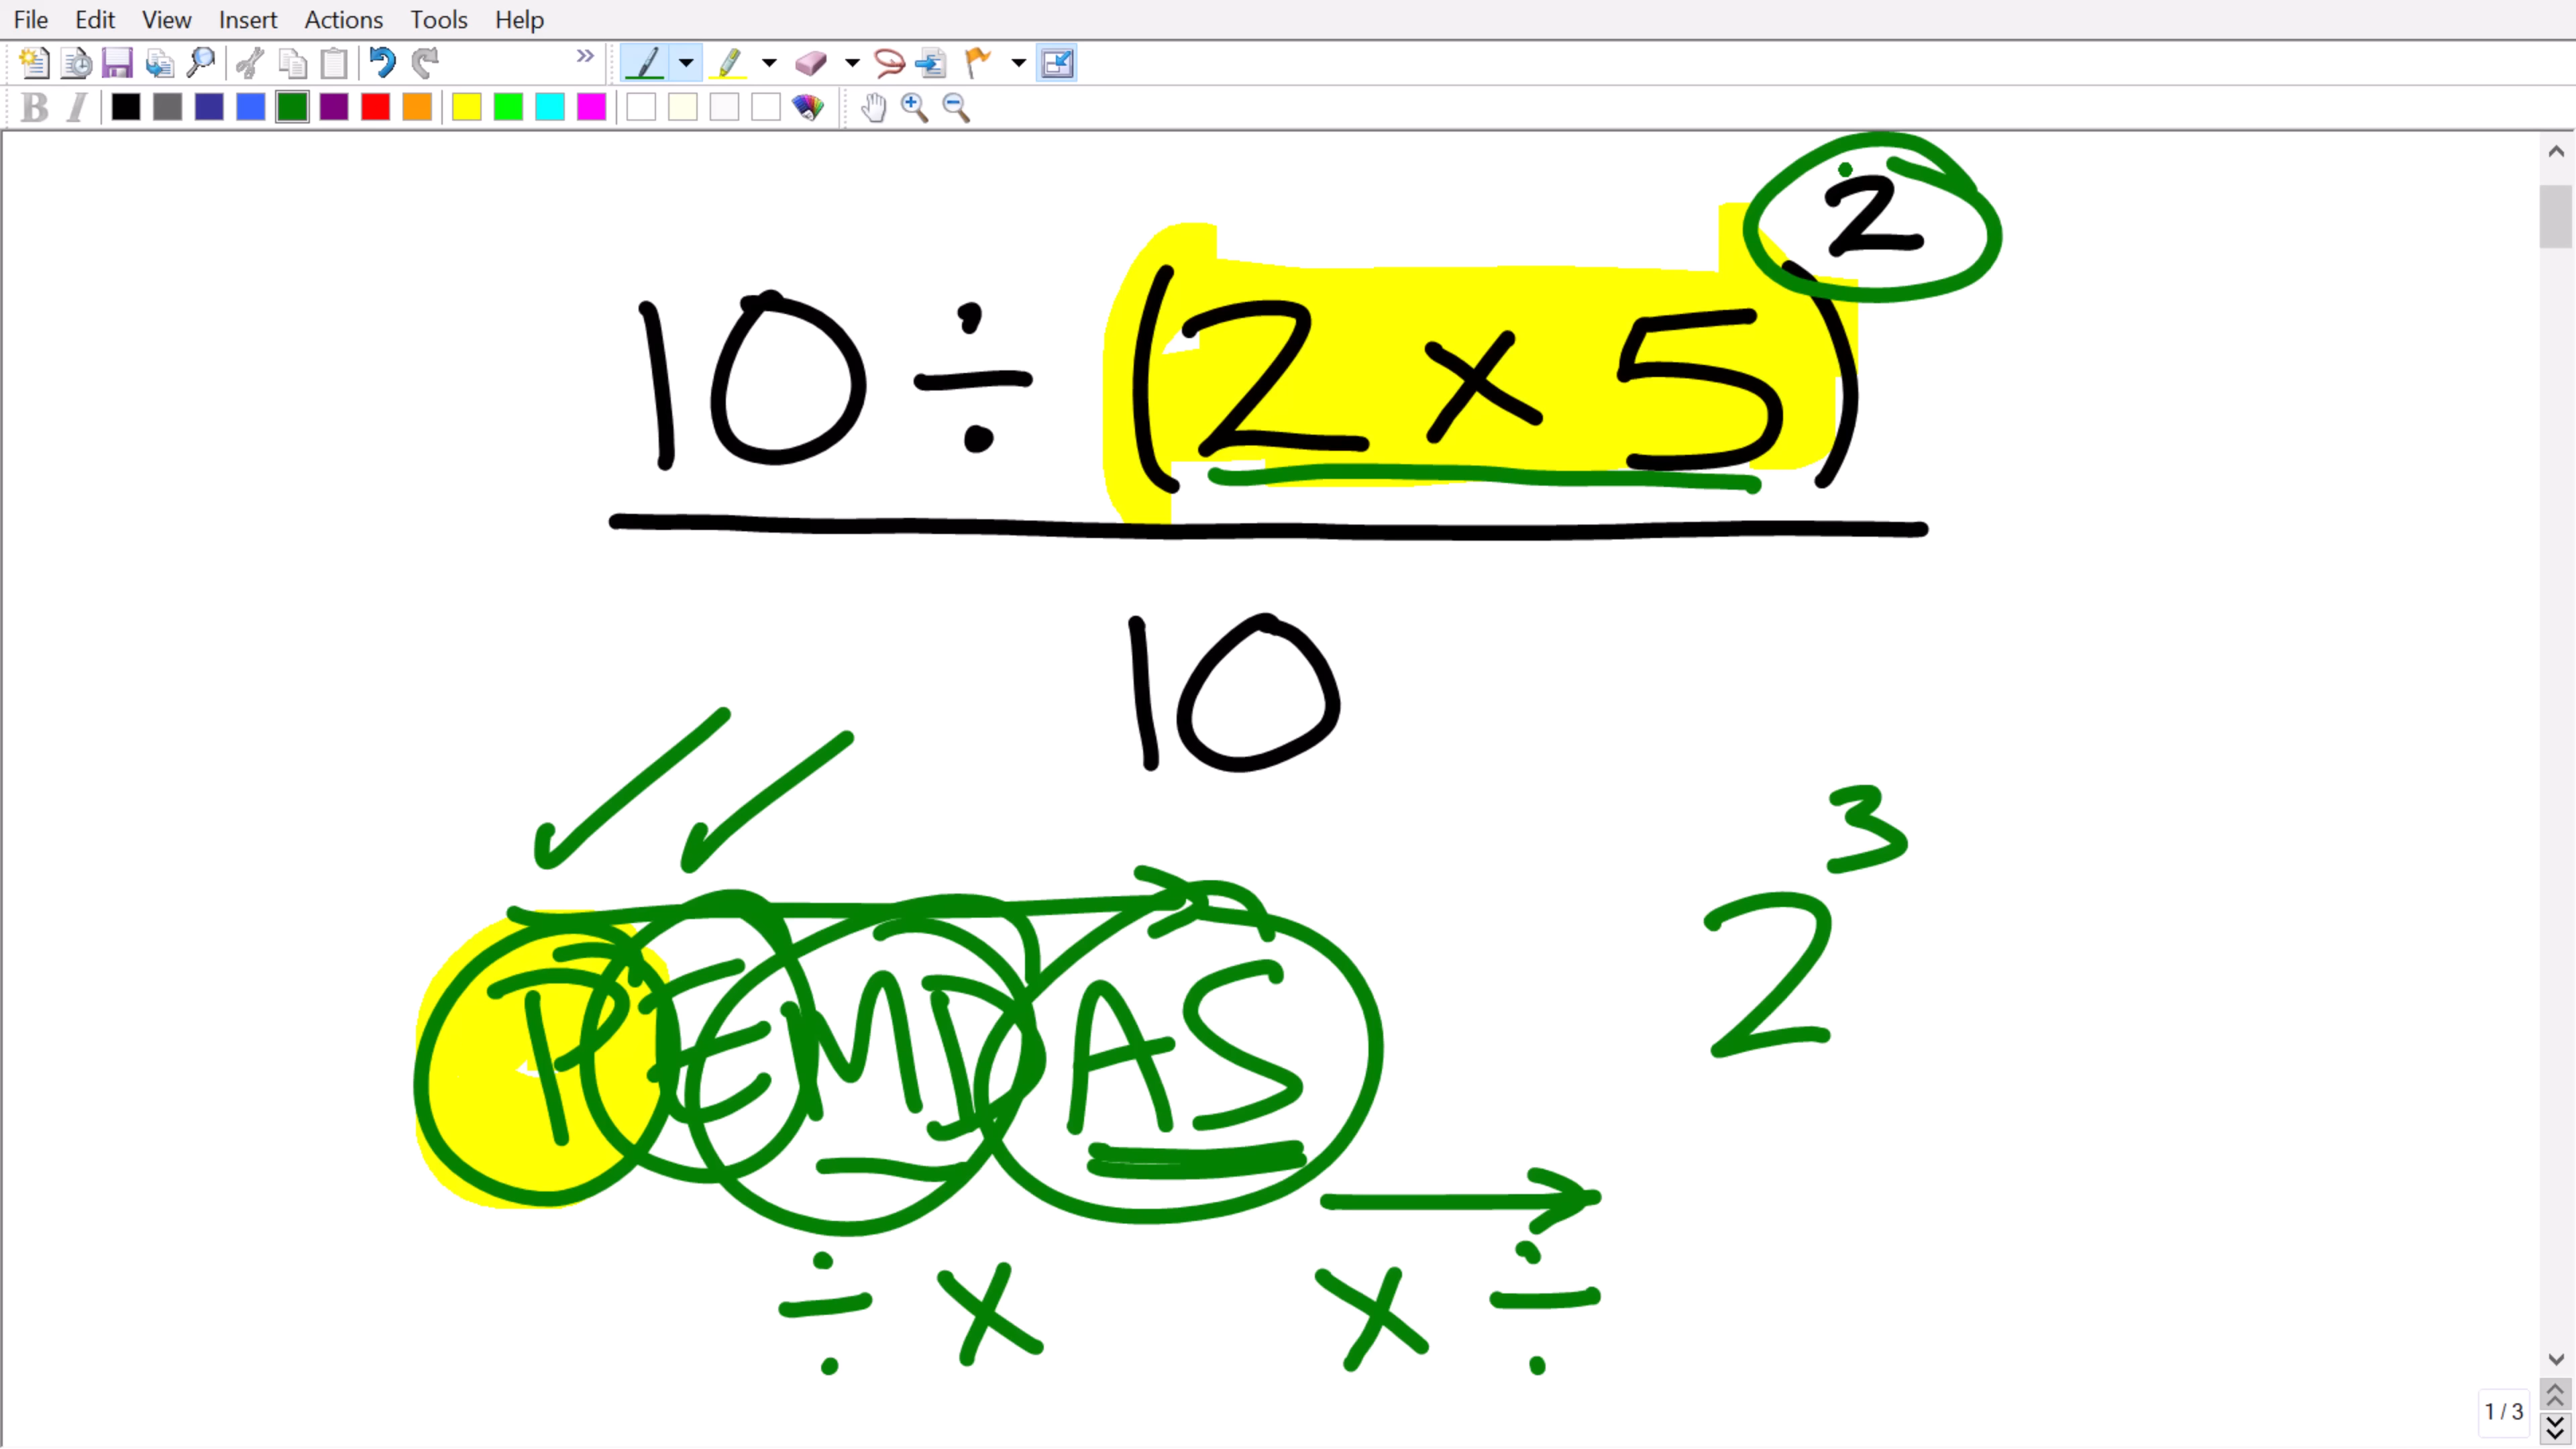 File Edit View Insert Actions Tools Help
B I
10 ÷ (2 × 5)²
10
2³
PEMDAS
÷ × × ÷
1 / 3